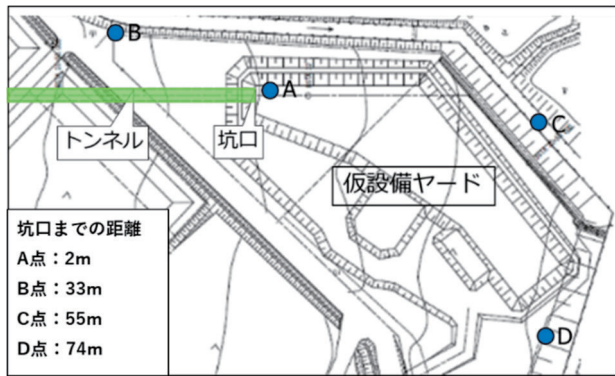 B
A
C
トンネル
坑口
仮設備ヤード
坑口までの距離
A点：2m
B点：33m
C点：55m
D点：74m
D